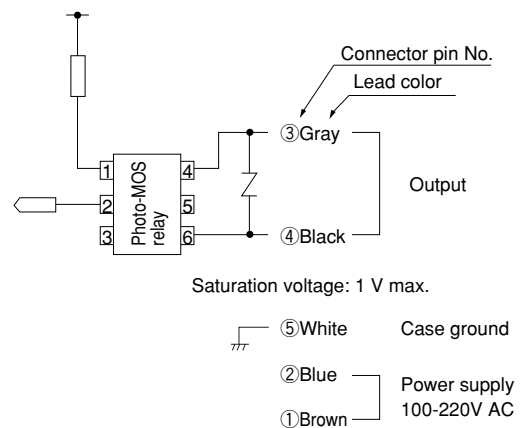 Connector pin No.
Lead color
③Gray
1
4
2
5
3
6
Photo-MOS
relay
Output
④Black
Saturation voltage: 1 V max.
⑤White
Case ground
②Blue
Power supply
100-220V AC
①Brown